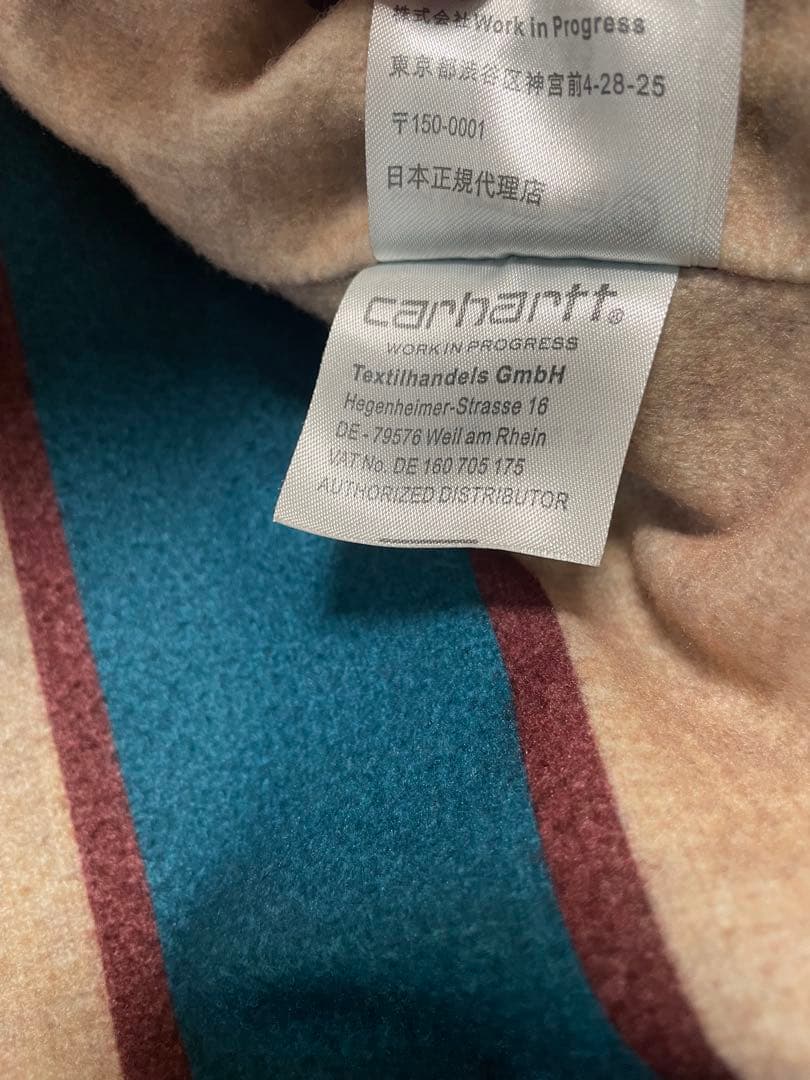 株式会社Work in Progress
東京都渋谷区神宮前4-28-25
〒150-0001
日本正規代理店
carhartt®
WORK IN PROGRESS
Textilhandels GmbH
Hegenheimer-Strasse 16
DE - 79576 Weil am Rhein
VAT No. DE 160 705 175
AUTHORIZED DISTRIBUTOR